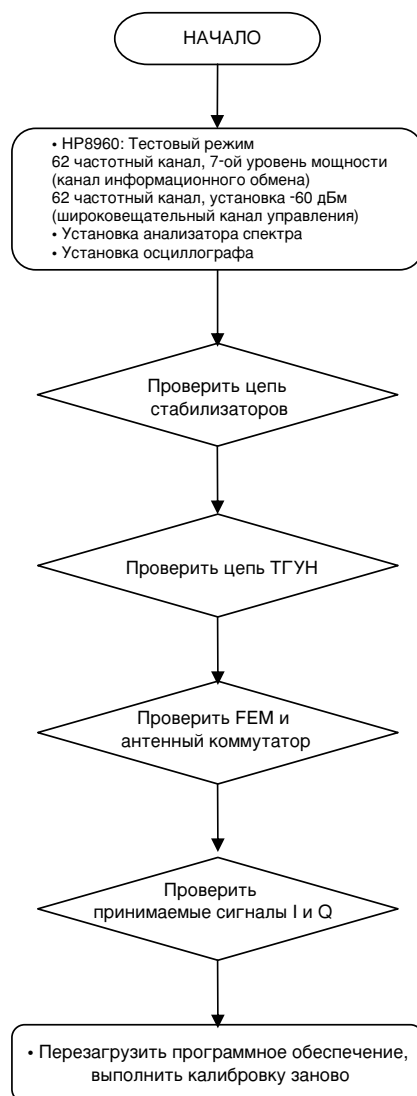 НАЧАЛО
• HP8960: Тестовый режим
62 частотный канал, 7-ой уровень мощности
(канал информационного обмена)
62 частотный канал, установка -60 дБм
(широковещательный канал управления)
• Установка анализатора спектра
• Установка осциллографа
Проверить цепь
стабилизаторов
Проверить цепь ТГУН
Проверить FEM и
антенный коммутатор
Проверить
принимаемые сигналы I и Q
• Перезагрузить программное обеспечение,
выполнить калибровку заново